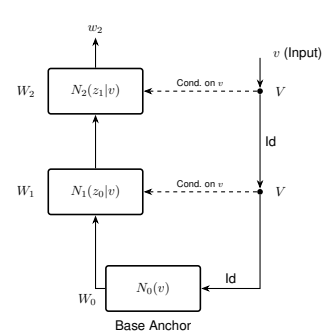 w₂
v (Input)
W₂
N₂(z₁|v)
Cond. on v
V
Id
W₁
N₁(z₀|v)
Cond. on v
V
Id
N₀(v)
W₀
Base Anchor